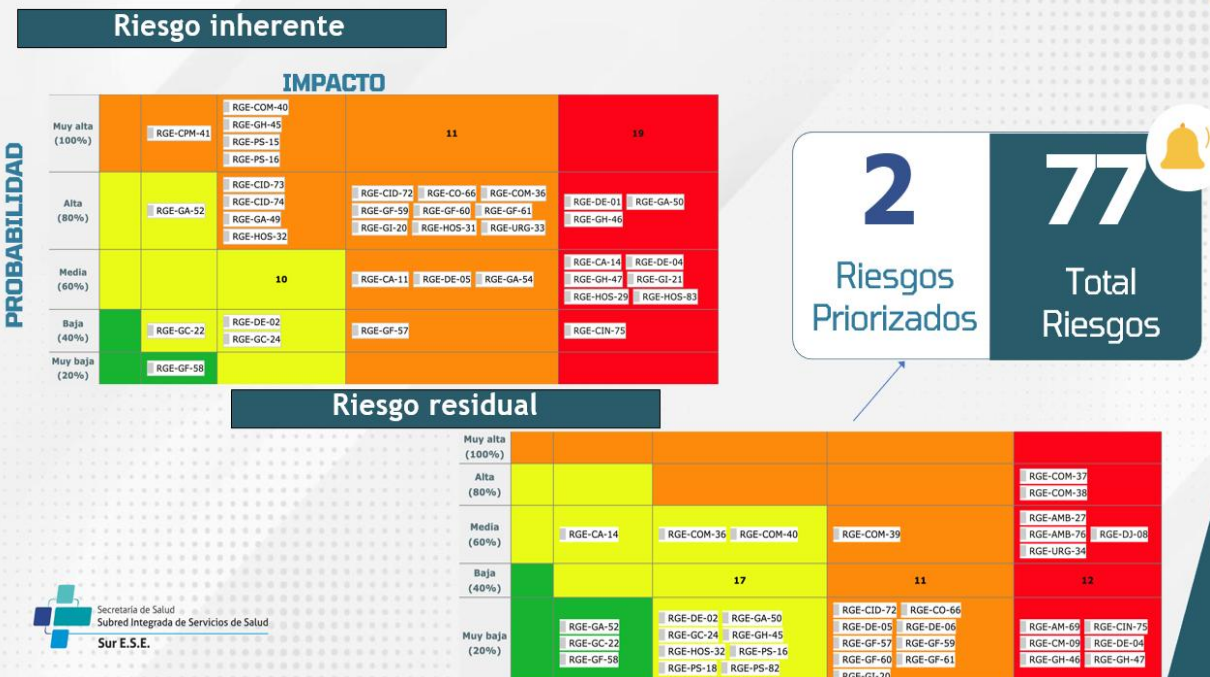 Riesgo inherente
IMPACTO
PROBABILIDAD
Muy alta
(100%)
RGE-CPM-41
RGE-COM-40
RGE-GH-45
RGE-PS-15
RGE-PS-16
11
19
Alta
(80%)
RGE-GA-52
RGE-CID-73
RGE-CID-74
RGE-GA-49
RGE-HOS-32
RGE-CID-72 RGE-CO-66 RGE-COM-36
RGE-GF-59 RGE-GF-60 RGE-GF-61
RGE-GI-20 RGE-HOS-31 RGE-URG-33
RGE-DE-01 RGE-GA-50
RGE-GH-46
Media
(60%)
10
RGE-CA-11 RGE-DE-05 RGE-GA-54
RGE-CA-14 RGE-DE-04
RGE-GH-47 RGE-GI-21
RGE-HOS-29 RGE-HOS-83
Baja
(40%)
RGE-GC-22
RGE-DE-02
RGE-GC-24
RGE-GF-57
RGE-CIN-75
Muy baja
(20%)
RGE-GF-58
2
Riesgos
Priorizados
77
Total
Riesgos
Riesgo residual
Muy alta
(100%)
Alta
(80%)
RGE-COM-37
RGE-COM-38
Media
(60%)
RGE-CA-14
RGE-COM-36 RGE-COM-40
RGE-COM-39
RGE-AMB-27
RGE-AMB-76 RGE-DJ-08
RGE-URG-34
Baja
(40%)
17
11
12
Muy baja
(20%)
RGE-GA-52
RGE-GC-22
RGE-GF-58
RGE-DE-02 RGE-GA-50
RGE-GC-24 RGE-GH-45
RGE-HOS-32 RGE-PS-16
RGE-PS-18 RGE-PS-82
RGE-CID-72 RGE-CO-66
RGE-DE-05 RGE-DE-06
RGE-GF-57 RGE-GF-59
RGE-GF-60 RGE-GF-61
RGE-GI-20
RGE-AM-69 RGE-CIN-75
RGE-CM-09 RGE-DE-04
RGE-GH-46 RGE-GH-47
Secretaría de Salud
Subred Integrada de Servicios de Salud
Sur E.S.E.